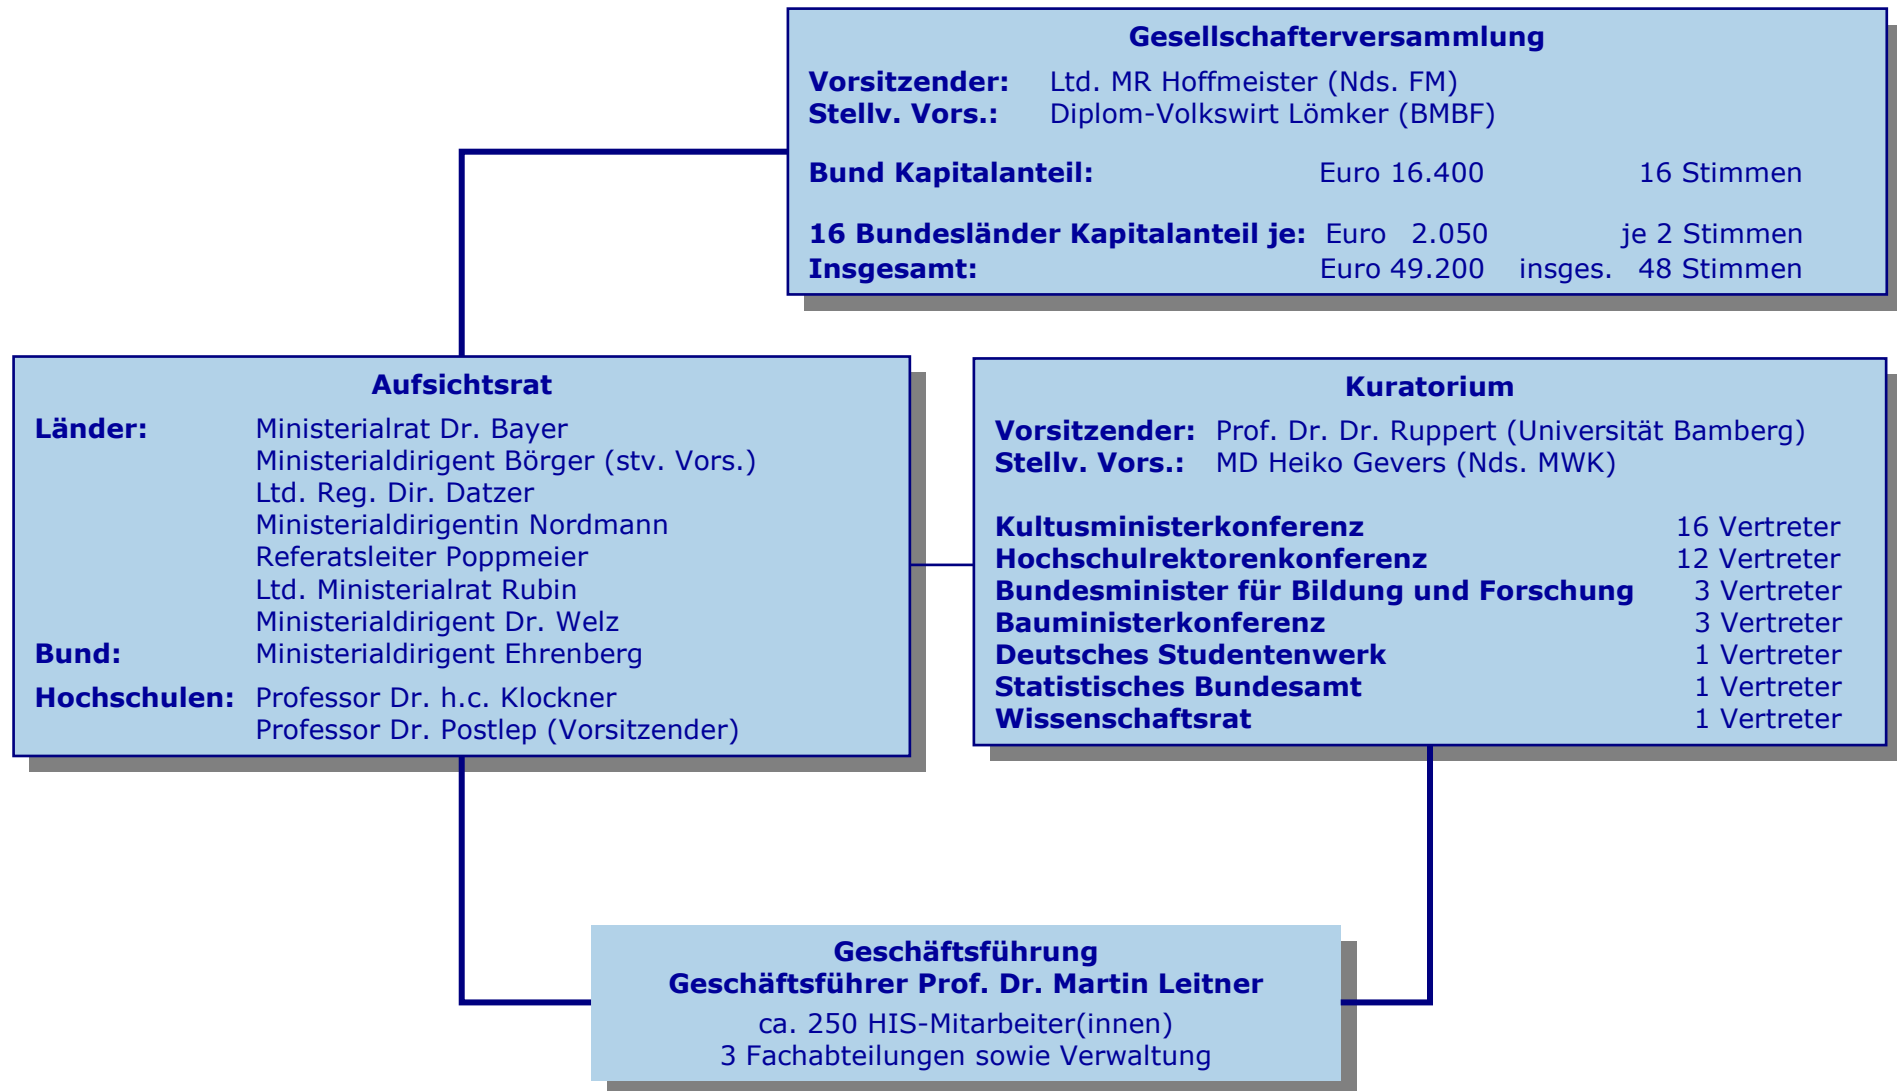 Gesellschafterversammlung
Vorsitzender: Ltd. MR Hoffmeister (Nds. FM)
Stellv. Vors.: Diplom-Volkswirt Lömker (BMBF)
Bund Kapitalanteil: Euro 16.400 16 Stimmen
16 Bundesländer Kapitalanteil je: Euro 2.050 je 2 Stimmen
Insgesamt: Euro 49.200 insges. 48 Stimmen
Aufsichtsrat
Länder: Ministerialrat Dr. Bayer
Ministerialdirigent Börger (stv. Vors.)
Ltd. Reg. Dir. Datzer
Ministerialdirigentin Nordmann
Referatsleiter Poppmeier
Ltd. Ministerialrat Rubin
Ministerialdirigent Dr. Welz
Bund: Ministerialdirigent Ehrenberg
Hochschulen: Professor Dr. h.c. Klockner
Professor Dr. Postlep (Vorsitzender)
Kuratorium
Vorsitzender: Prof. Dr. Dr. Ruppert (Universität Bamberg)
Stellv. Vors.: MD Heiko Gevers (Nds. MWK)
Kultusministerkonferenz 16 Vertreter
Hochschulrektorenkonferenz 12 Vertreter
Bundesminister für Bildung und Forschung 3 Vertreter
Bauministerkonferenz 3 Vertreter
Deutsches Studentenwerk 1 Vertreter
Statistisches Bundesamt 1 Vertreter
Wissenschaftsrat 1 Vertreter
Geschäftsführung
Geschäftsführer Prof. Dr. Martin Leitner
ca. 250 HIS-Mitarbeiter(innen)
3 Fachabteilungen sowie Verwaltung